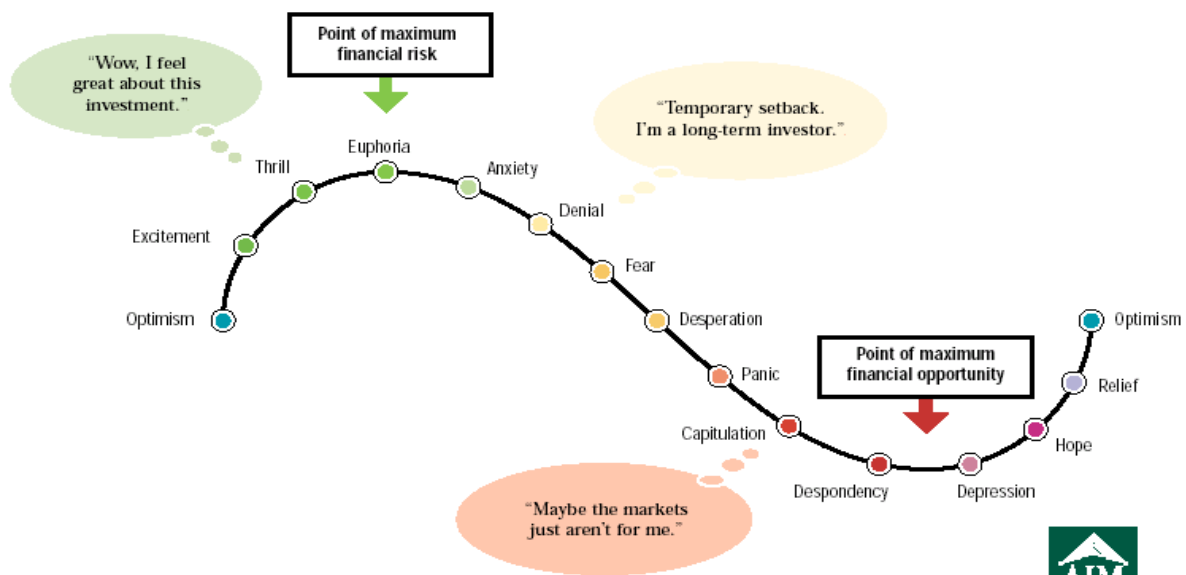 Point of maximum
financial risk
“Wow, I feel
great about this
investment.”
“Temporary setback.
I'm a long-term investor.”
Euphoria
Thrill
Anxiety
Denial
Excitement
Fear
Optimism
Desperation
Optimism
Point of maximum
financial opportunity
Panic
Relief
Capitulation
Hope
Despondency
Depression
“Maybe the markets
just aren't for me.”
AIM